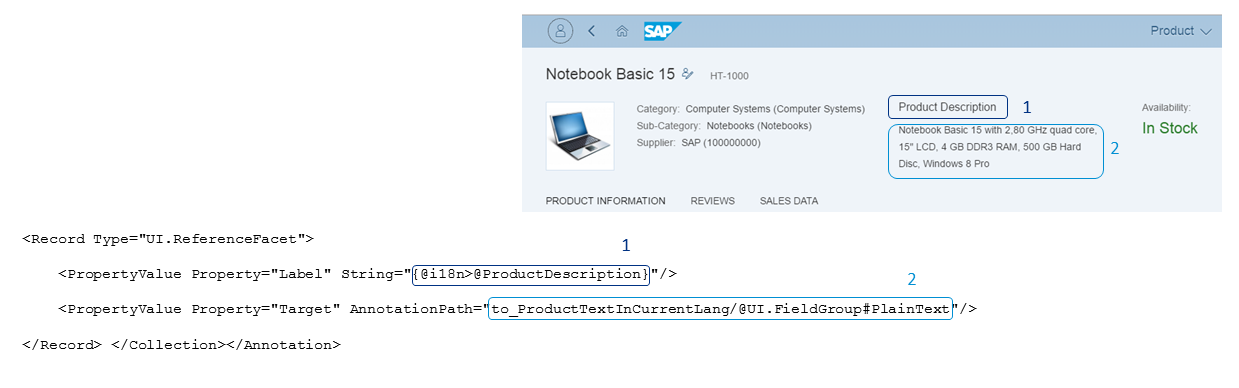 SAP
Product
Notebook Basic 15 HT-1000
Category: Computer Systems (Computer Systems)
Sub-Category: Notebooks (Notebooks)
Supplier: SAP (100000000)
Product Description 1
Notebook Basic 15 with 2,80 GHz quad core,
15" LCD, 4 GB DDR3 RAM, 500 GB Hard
Disc, Windows 8 Pro
2
Availability:
In Stock
PRODUCT INFORMATION REVIEWS SALES DATA
<Record Type="UI.ReferenceFacet">
1
<PropertyValue Property="Label" String="{@i18n>@ProductDescription}"/>
2
<PropertyValue Property="Target" AnnotationPath="to_ProductTextInCurrentLang/@UI.FieldGroup#PlainText"/>
</Record> </Collection></Annotation>